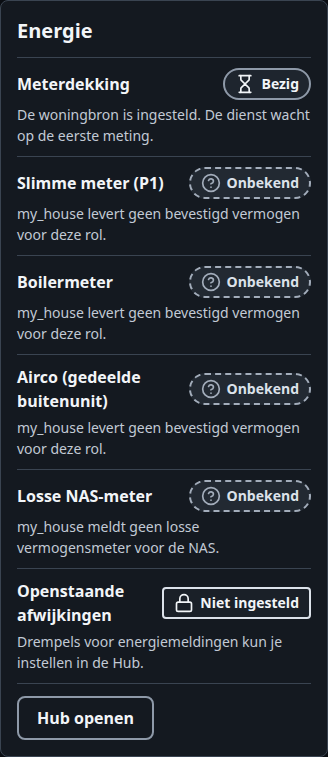 Energie
Meterdekking
Bezig
De woningbron is ingesteld. De dienst wacht
op de eerste meting.
Slimme meter (P1)
Onbekend
my_house levert geen bevestigd vermogen
voor deze rol.
Boilermeter
Onbekend
my_house levert geen bevestigd vermogen
voor deze rol.
Airco (gedeelde
buitenunit)
Onbekend
my_house levert geen bevestigd vermogen
voor deze rol.
Losse NAS-meter
Onbekend
my_house meldt geen losse
vermogensmeter voor de NAS.
Openstaande
afwijkingen
Niet ingesteld
Drempels voor energiemeldingen kun je
instellen in de Hub.
Hub openen